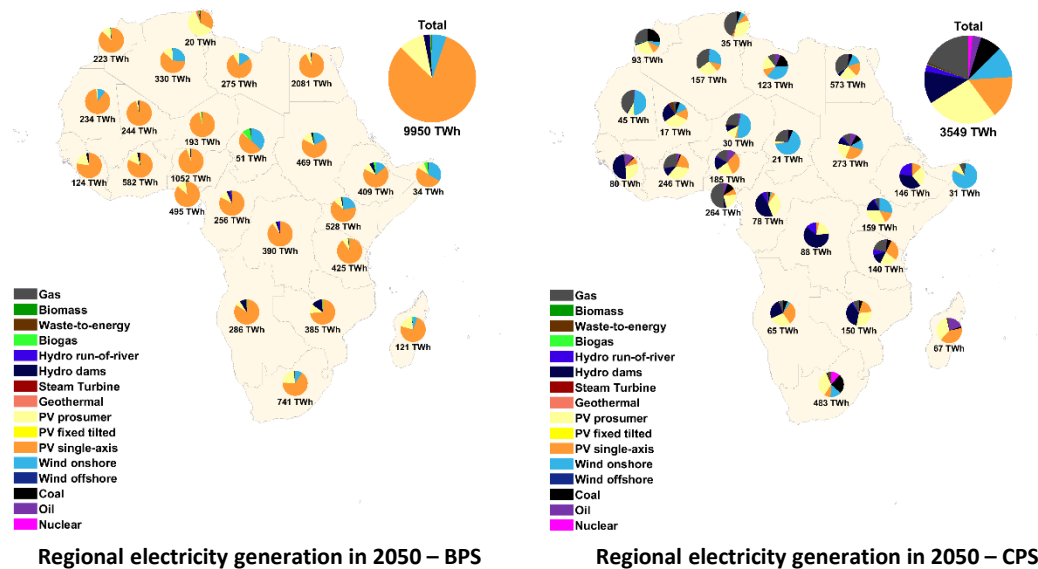 Total
20 TWh
223 TWh
330 TWh
275 TWh
2081 TWh
9950 TWh
234 TWh
244 TWh
193 TWh
51 TWh
469 TWh
124 TWh
582 TWh
1052 TWh
409 TWh
34 TWh
495 TWh
256 TWh
528 TWh
390 TWh
425 TWh
286 TWh
385 TWh
121 TWh
741 TWh
Gas
Biomass
Waste-to-energy
Biogas
Hydro run-of-river
Hydro dams
Steam Turbine
Geothermal
PV prosumer
PV fixed tilted
PV single-axis
Wind onshore
Wind offshore
Coal
Oil
Nuclear
Regional electricity generation in 2050 – BPS
Total
35 TWh
93 TWh
157 TWh
123 TWh
573 TWh
3549 TWh
45 TWh
17 TWh
30 TWh
21 TWh
273 TWh
80 TWh
246 TWh
185 TWh
146 TWh
31 TWh
264 TWh
78 TWh
159 TWh
88 TWh
140 TWh
65 TWh
150 TWh
67 TWh
483 TWh
Gas
Biomass
Waste-to-energy
Biogas
Hydro run-of-river
Hydro dams
Steam Turbine
Geothermal
PV prosumer
PV fixed tilted
PV single-axis
Wind onshore
Wind offshore
Coal
Oil
Nuclear
Regional electricity generation in 2050 – CPS